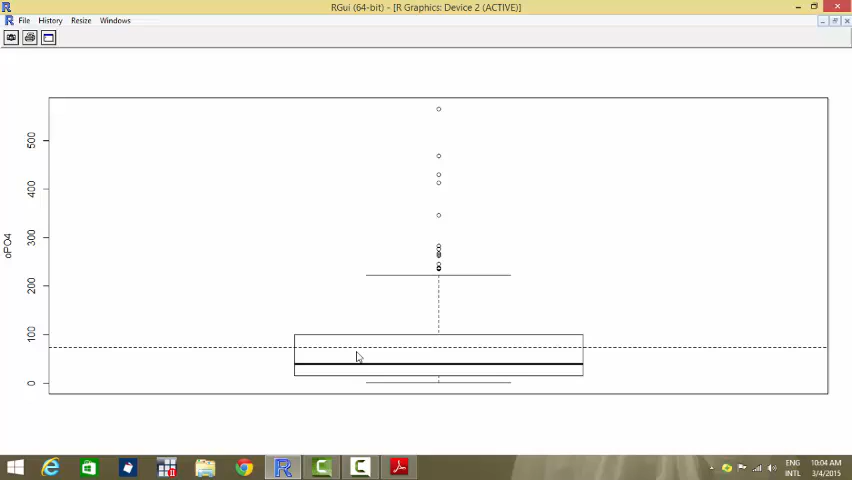 RGui (64-bit) - [R Graphics: Device 2 (ACTIVE)]
File History Resize Windows
500
400
300
200
100
0
oPO4
ENG 10:04 AM
INTL 3/4/2015